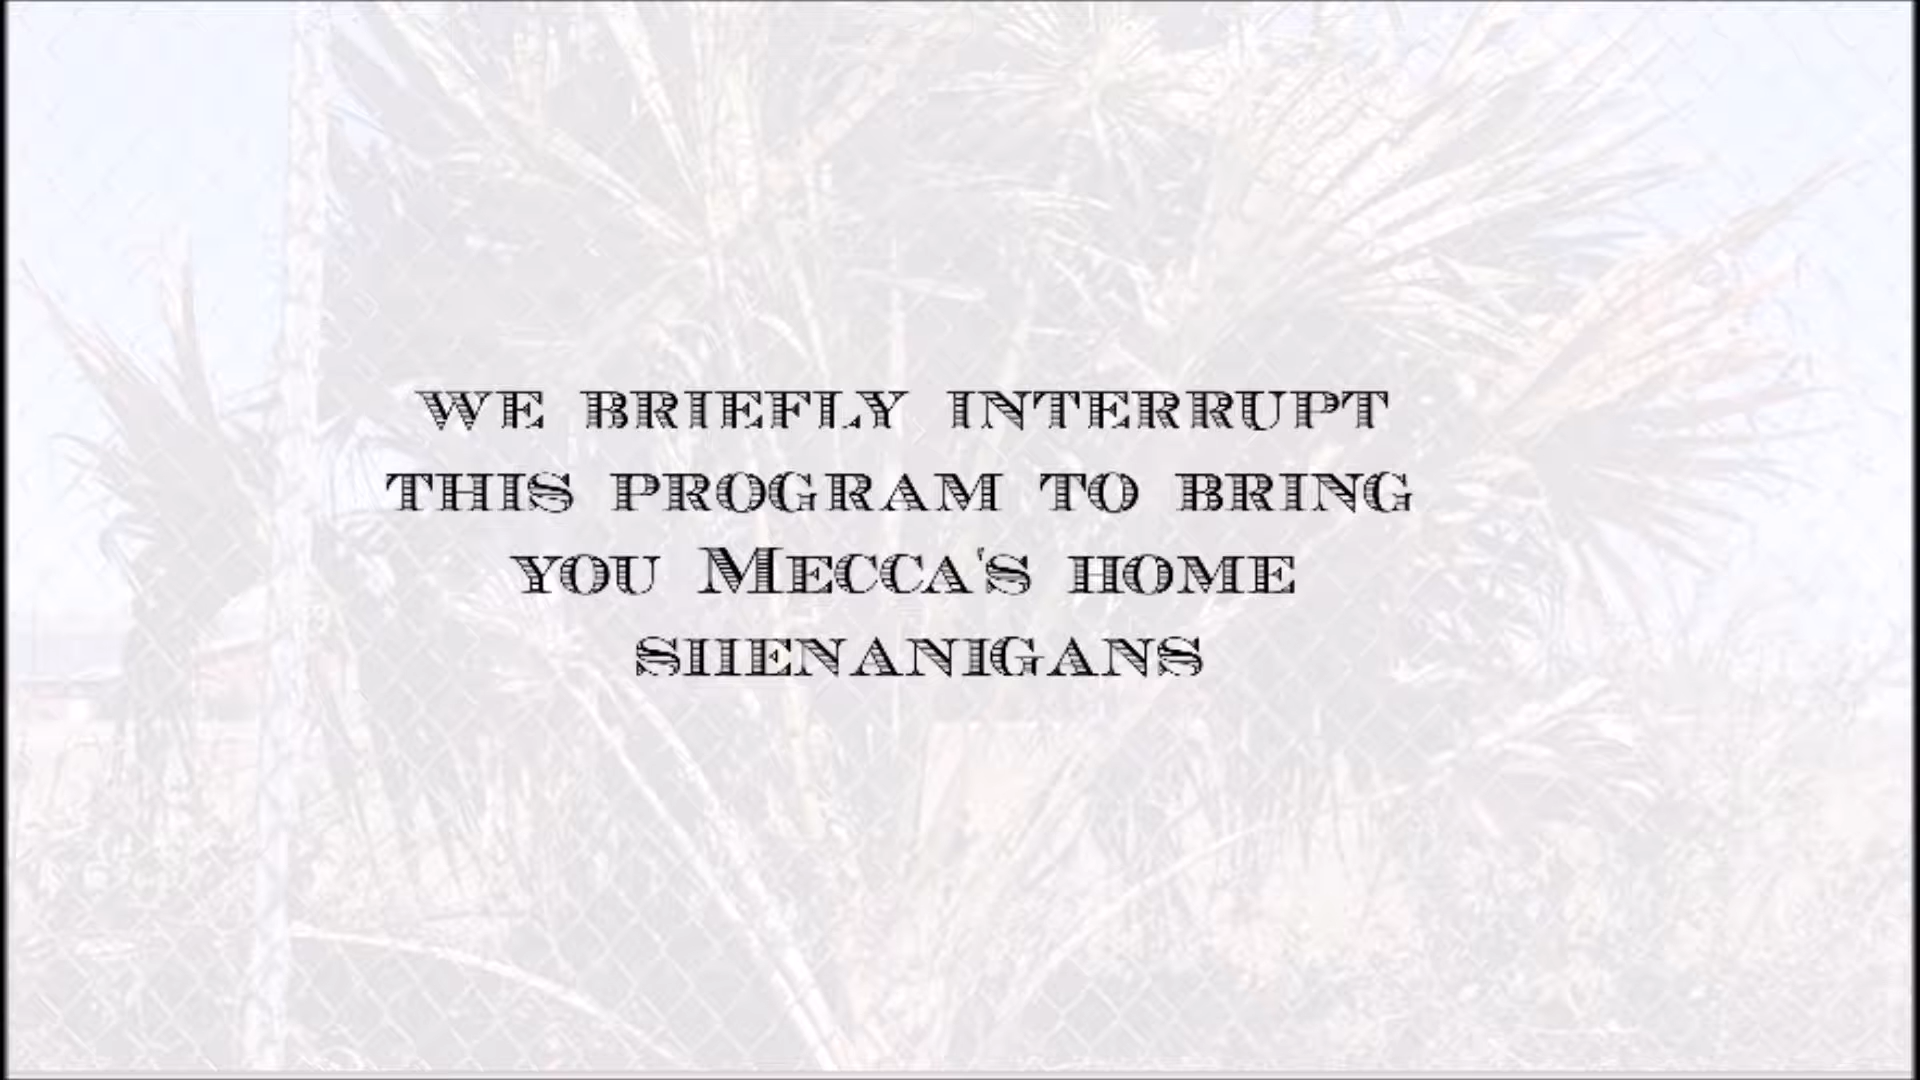 WE BRIEFLY INTERRUPT
THIS PROGRAM TO BRING
YOU MECCA'S HOME
SHENANIGANS